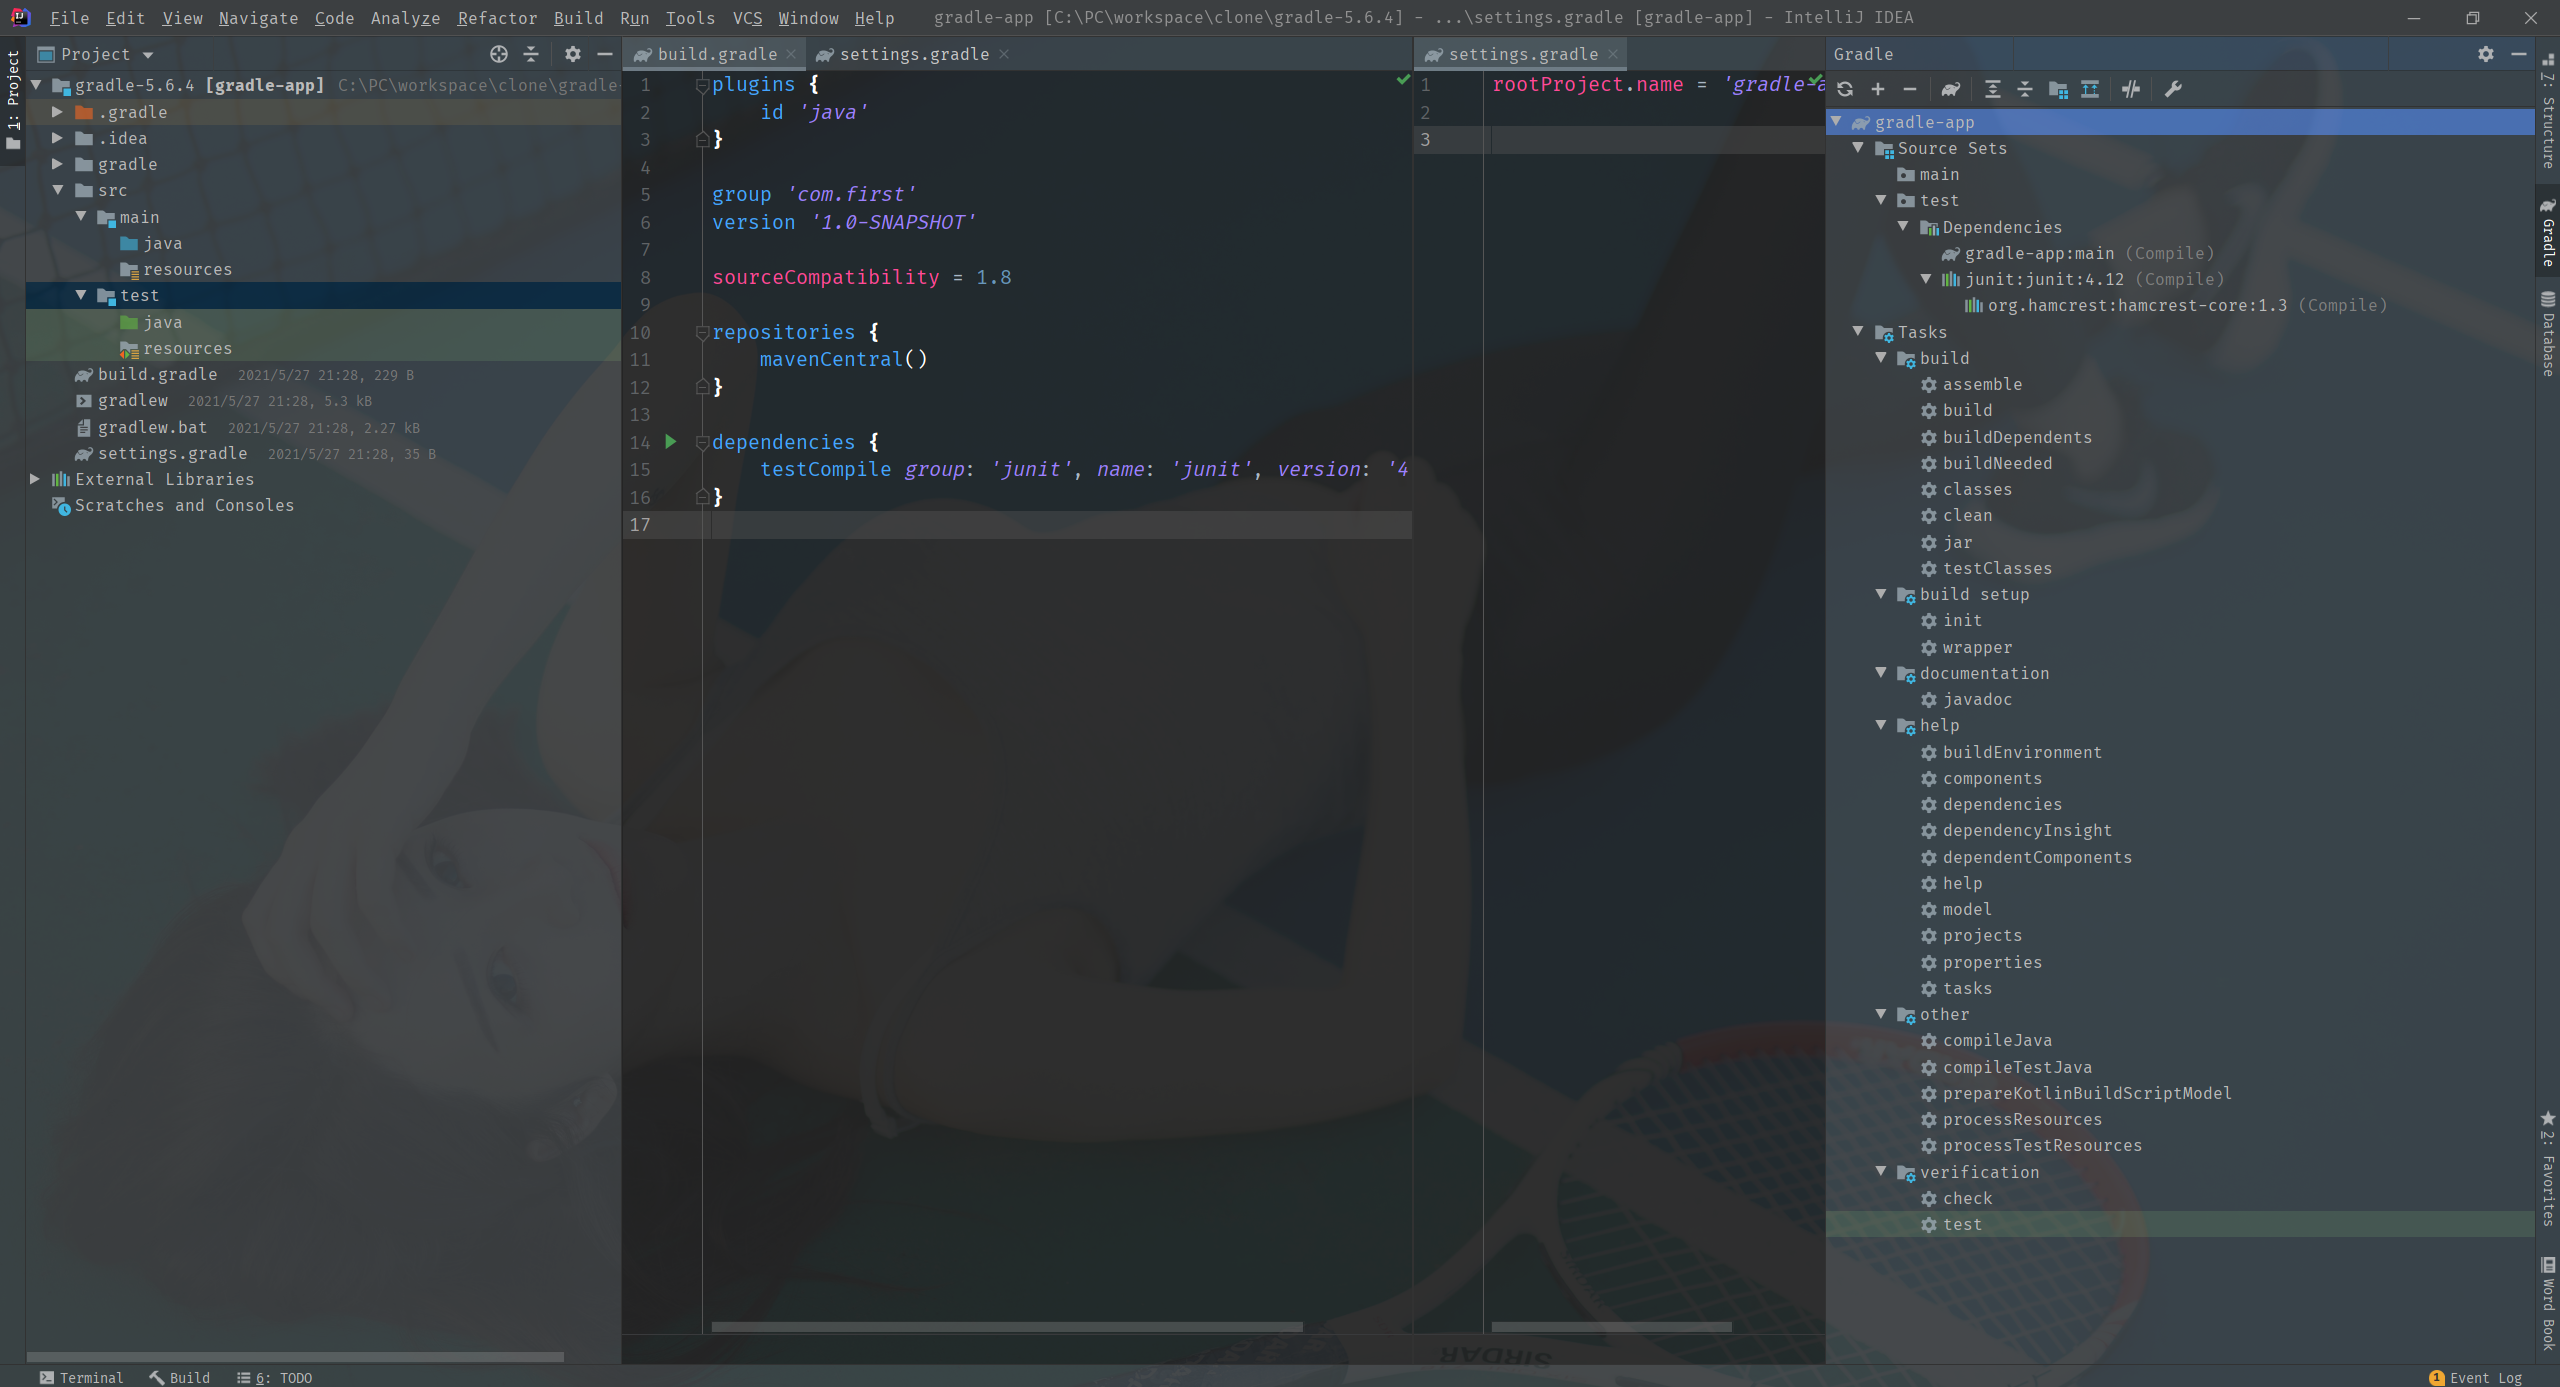 File Edit View Navigate Code Analyze Refactor Build Run Tools VCS Window Help gradle-app [C:\PC\workspace\clone\gradle-5.6.4] - ...\settings.gradle [gradle-app] - IntelliJ IDEA
1: Project
Project
gradle-5.6.4 [gradle-app] C:\PC\workspace\clone\gradle-
.gradle
.idea
gradle
src
main
java
resources
test
java
resources
build.gradle 2021/5/27 21:28, 229 B
gradlew 2021/5/27 21:28, 5.3 kB
gradlew.bat 2021/5/27 21:28, 2.27 kB
settings.gradle 2021/5/27 21:28, 35 B
External Libraries
Scratches and Consoles
build.gradle settings.gradle
1 plugins {
2 id 'java'
3 }
4
5 group 'com.first'
6 version '1.0-SNAPSHOT'
7
8 sourceCompatibility = 1.8
9
10 repositories {
11 mavenCentral()
12 }
13
14 dependencies {
15 testCompile group: 'junit', name: 'junit', version: '4
16 }
17
settings.gradle
1 rootProject.name = 'gradle-a
2
3
Gradle
gradle-app
Source Sets
main
test
Dependencies
gradle-app:main (Compile)
junit:junit:4.12 (Compile)
org.hamcrest:hamcrest-core:1.3 (Compile)
Tasks
build
assemble
build
buildDependents
buildNeeded
classes
clean
jar
testClasses
build setup
init
wrapper
documentation
javadoc
help
buildEnvironment
components
dependencies
dependencyInsight
dependentComponents
help
model
projects
properties
tasks
other
compileJava
compileTestJava
prepareKotlinBuildScriptModel
processResources
processTestResources
verification
check
test
7: Structure
Gradle
Database
2: Favorites
Word Book
SIRDAR
Terminal Build 6: TODO
1 Event Log